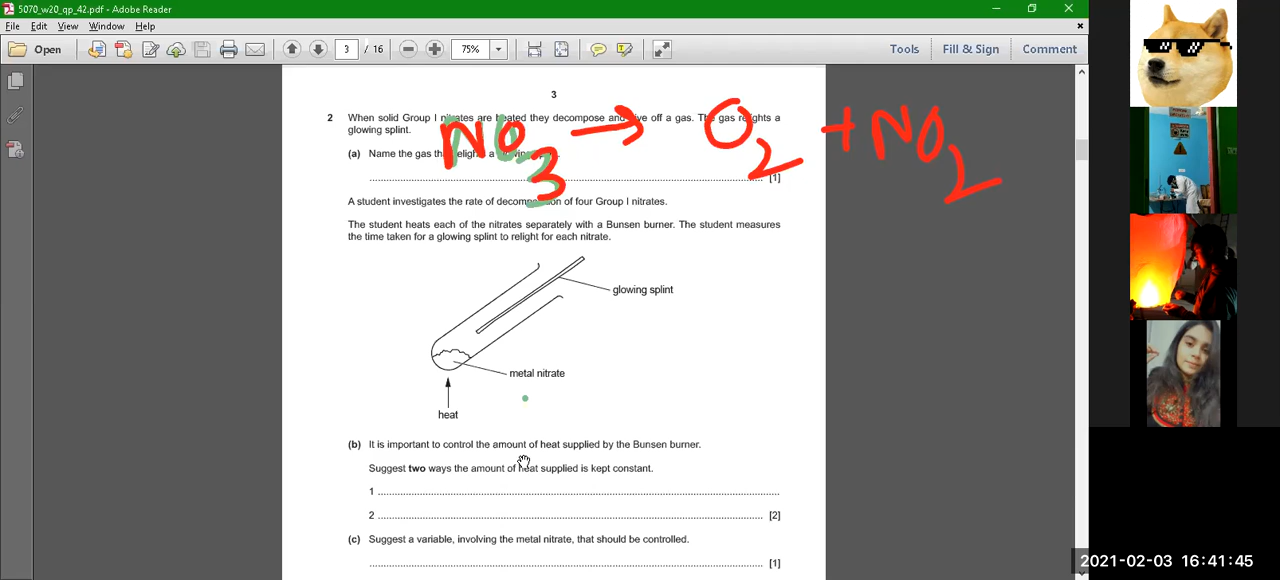 5070_w20_qp_42.pdf - Adobe Reader
File Edit View Window Help
Open 3 / 16 75% Tools Fill & Sign Comment
3
2 When solid Group I nitrates are heated they decompose and give off a gas. The gas relights a
glowing splint.
NO3 → O2 + NO2
(a) Name the gas that relights a glowing splint.
[1]
A student investigates the rate of decomposition of four Group I nitrates.
The student heats each of the nitrates separately with a Bunsen burner. The student measures
the time taken for a glowing splint to relight for each nitrate.
glowing splint
metal nitrate
heat
(b) It is important to control the amount of heat supplied by the Bunsen burner.
Suggest two ways the amount of heat supplied is kept constant.
1
2 [2]
(c) Suggest a variable, involving the metal nitrate, that should be controlled.
[1]
2021-02-03 16:41:45